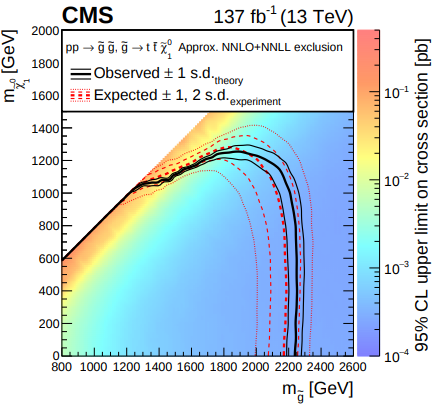 CMS 137 fb⁻¹ (13 TeV)
pp → g̃ g̃, g̃ → t t̄ χ̃⁰₁ Approx. NNLO+NNLL exclusion
Observed ± 1 s.d.theory
Expected ± 1, 2 s.d.experiment
m χ̃⁰₁ [GeV]
2000
1800
1600
1400
1200
1000
800
600
400
200
0
800 1000 1200 1400 1600 1800 2000 2200 2400 2600
m g̃ [GeV]
10⁻¹
10⁻²
10⁻³
10⁻⁴
95% CL upper limit on cross section [pb]